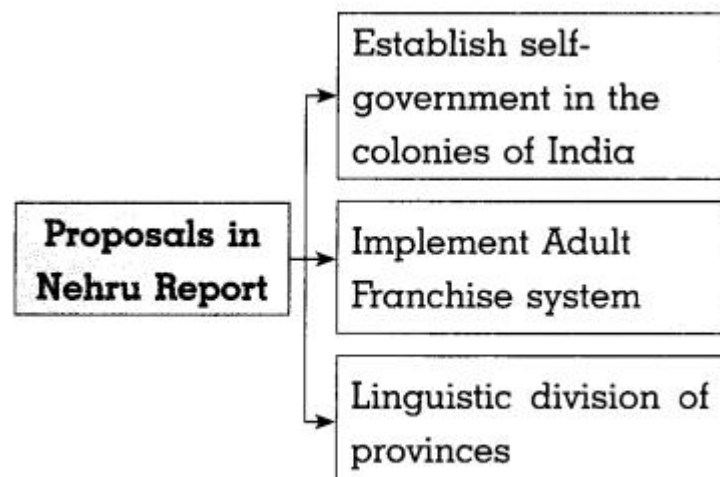 Proposals in
Nehru Report
Establish self-
government in the
colonies of India
Implement Adult
Franchise system
Linguistic division of
provinces